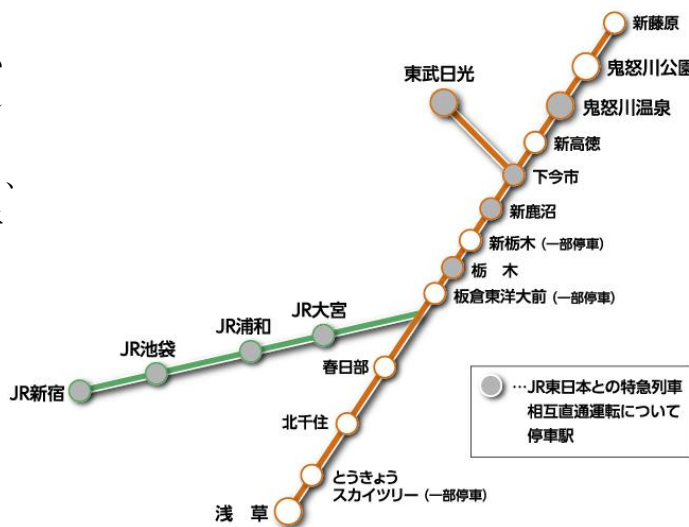 新藤原
鬼怒川公園
東武日光
鬼怒川温泉
新高徳
下今市
新鹿沼
新栃木（一部停車）
栃　木
板倉東洋大前（一部停車）
JR大宮
JR浦和
JR池袋
JR新宿
春日部
北千住
とうきょう
スカイツリー（一部停車）
浅　草
…JR東日本との特急列車
相互直通運転について
停車駅